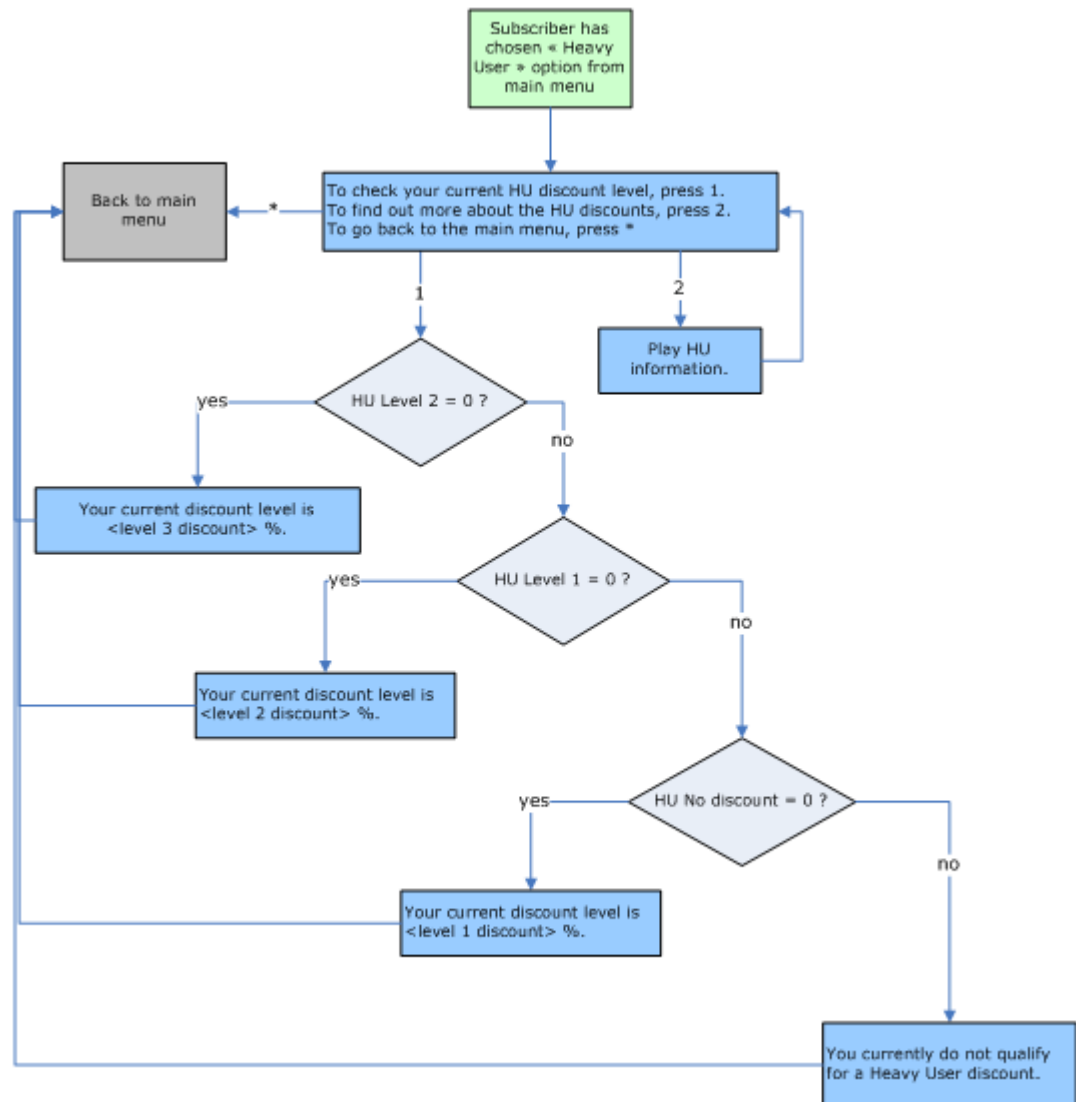 Subscriber has
chosen « Heavy
User » option from
main menu
Back to main
menu
*
To check your current HU discount level, press 1.
To find out more about the HU discounts, press 2.
To go back to the main menu, press *
1
2
Play HU
information.
HU Level 2 = 0 ?
yes
no
Your current discount level is
<level 3 discount> %.
HU Level 1 = 0 ?
yes
no
Your current discount level is
<level 2 discount> %.
HU No discount = 0 ?
yes
no
Your current discount level is
<level 1 discount> %.
You currently do not qualify
for a Heavy User discount.